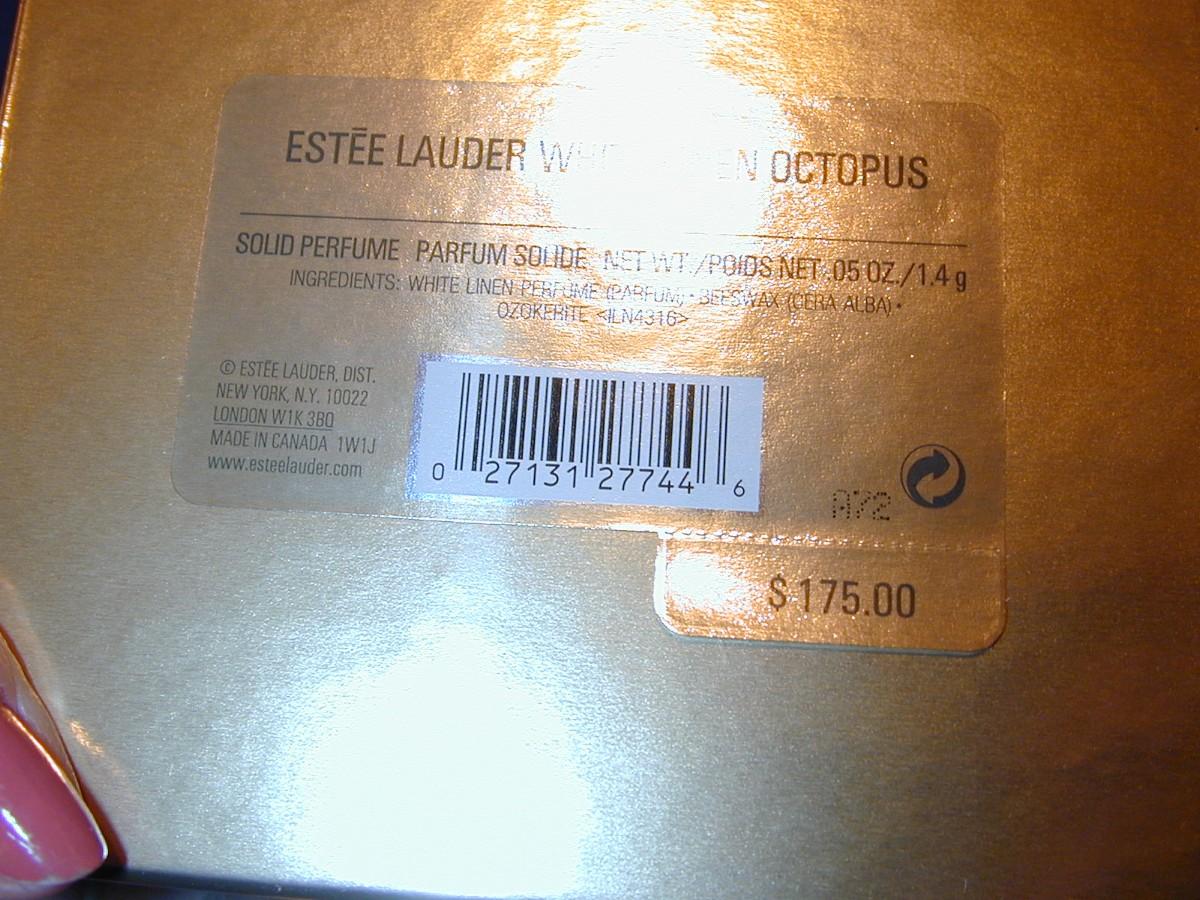 ESTĒE LAUDER WHITE LINEN OCTOPUS
SOLID PERFUME PARFUM SOLIDE NET WT./POIDS NET .05 OZ./1.4 g
INGREDIENTS: WHITE LINEN PERFUME (PARFUM) • BEESWAX (CERA ALBA) •
OZOKERITE <ILN4316>
© ESTĒE LAUDER, DIST.
NEW YORK, N.Y. 10022
LONDON W1K 3BQ
MADE IN CANADA 1W1J
www.esteelauder.com
0 27131 27744 6
A72
$175.00